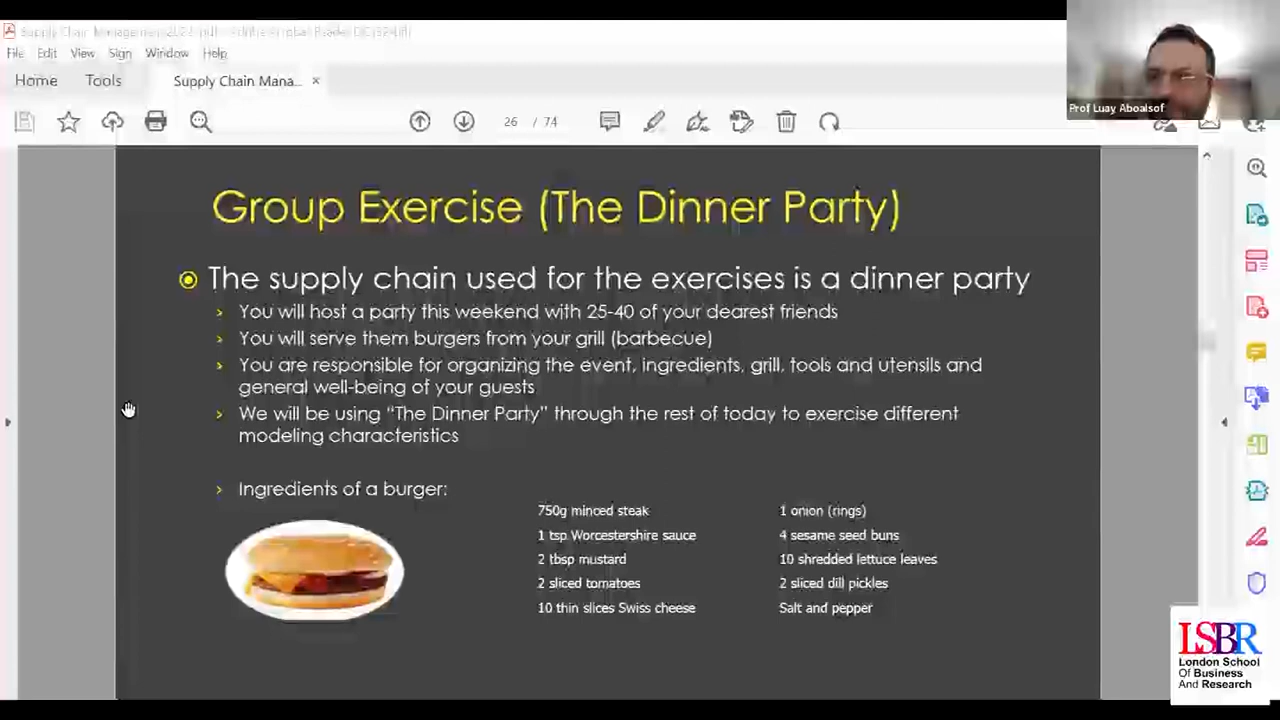 File Edit View Sign Window Help
Home Tools Supply Chain Mana... ×
26 / 74
Prof Luay Aboalsof
Group Exercise (The Dinner Party)
The supply chain used for the exercises is a dinner party
› You will host a party this weekend with 25-40 of your dearest friends
› You will serve them burgers from your grill (barbecue)
› You are responsible for organizing the event, ingredients, grill, tools and utensils and
general well-being of your guests
› We will be using “The Dinner Party” through the rest of today to exercise different
modeling characteristics
› Ingredients of a burger:
750g minced steak
1 tsp Worcestershire sauce
2 tbsp mustard
2 sliced tomatoes
10 thin slices Swiss cheese
1 onion (rings)
4 sesame seed buns
10 shredded lettuce leaves
2 sliced dill pickles
Salt and pepper
LSBR
London School
Of Business
And Research